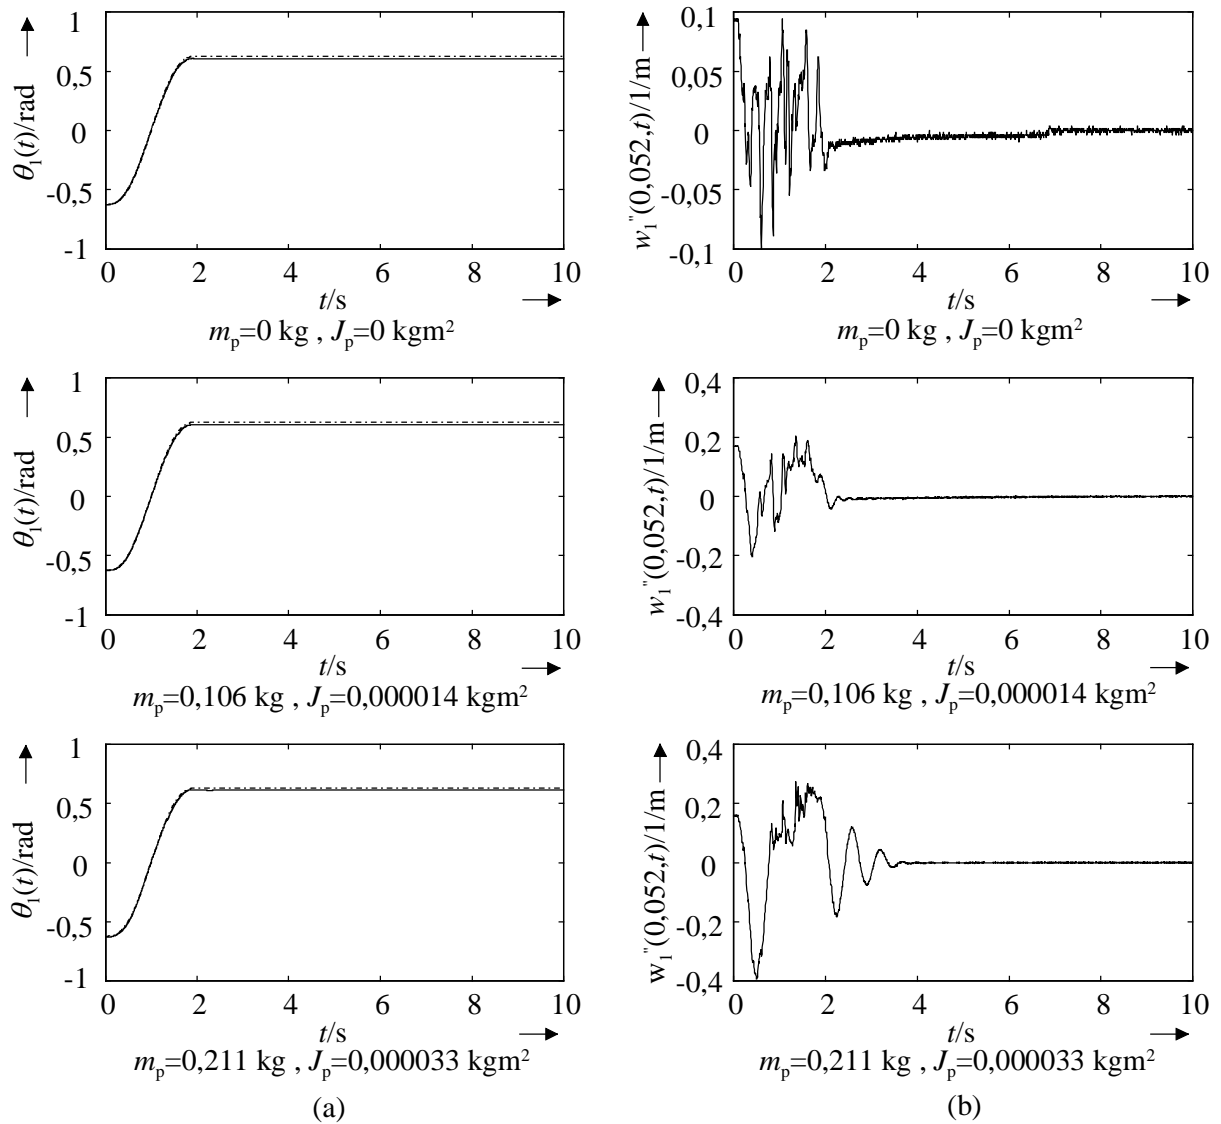 1
0,5
0
-0,5
-1
θ₁(t)/rad
0 2 4 6 8 10
t/s
mₚ=0 kg , Jₚ=0 kgm²
0,1
0,05
0
-0,05
-0,1
w₁"(0,052,t)/1/m
0 2 4 6 8 10
t/s
mₚ=0 kg , Jₚ=0 kgm²
1
0,5
0
-0,5
-1
θ₁(t)/rad
0 2 4 6 8 10
t/s
mₚ=0,106 kg , Jₚ=0,000014 kgm²
0,4
0,2
0
-0,2
-0,4
w₁"(0,052,t)/1/m
0 2 4 6 8 10
t/s
mₚ=0,106 kg , Jₚ=0,000014 kgm²
1
0,5
0
-0,5
-1
θ₁(t)/rad
0 2 4 6 8 10
t/s
mₚ=0,211 kg , Jₚ=0,000033 kgm²
(a)
0,4
0,2
0
-0,2
-0,4
w₁"(0,052,t)/1/m
0 2 4 6 8 10
t/s
mₚ=0,211 kg , Jₚ=0,000033 kgm²
(b)